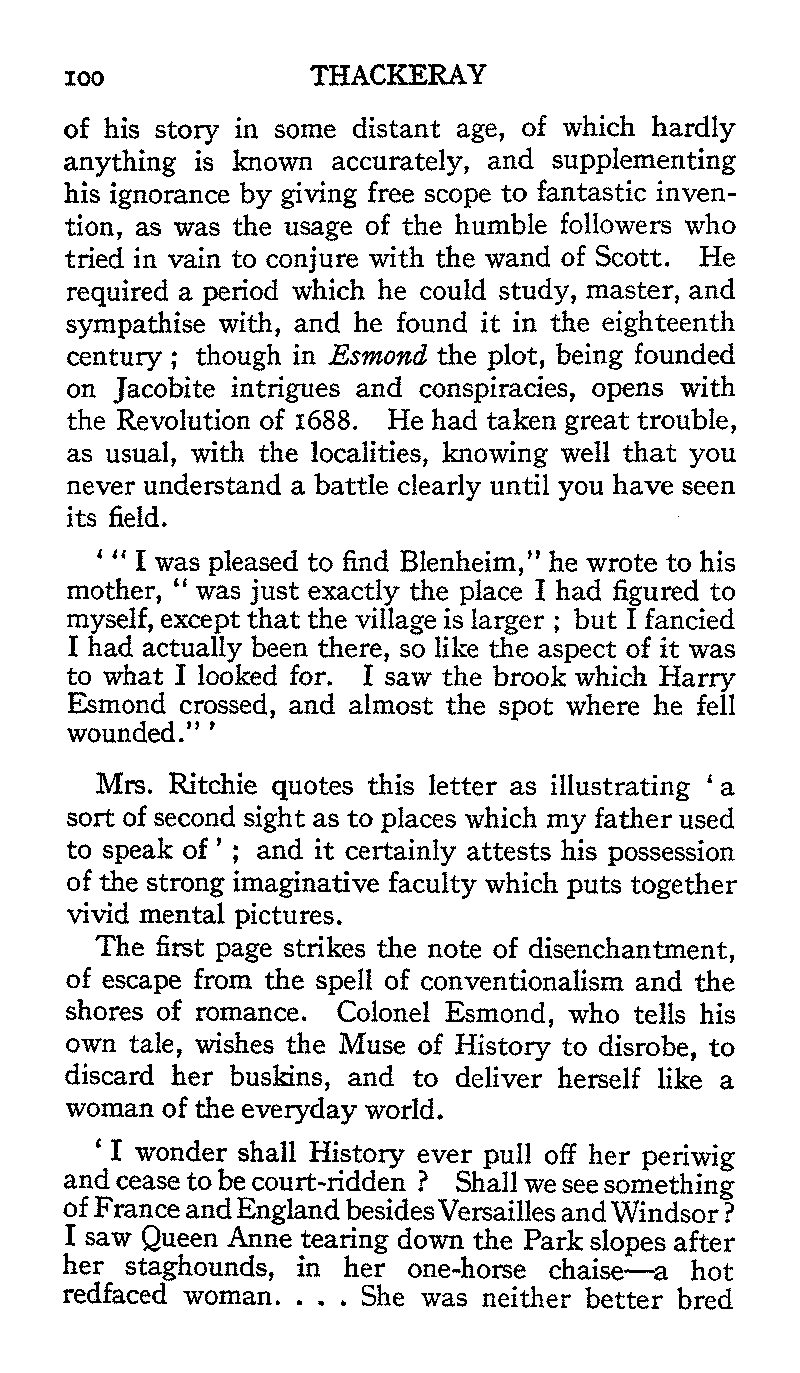 100 THACKERAY
of his story in some distant age, of which hardly
anything is known accurately, and supplementing
his ignorance by giving free scope to fantastic inven-
tion, as was the usage of the humble followers who
tried in vain to conjure with the wand of Scott. He
required a period which he could study, master, and
sympathise with, and he found it in the eighteenth
century ; though in Esmond the plot, being founded
on Jacobite intrigues and conspiracies, opens with
the Revolution of 1688. He had taken great trouble,
as usual, with the localities, knowing well that you
never understand a battle clearly until you have seen
its field.
‘ “ I was pleased to find Blenheim,” he wrote to his
mother, “ was just exactly the place I had figured to
myself, except that the village is larger ; but I fancied
I had actually been there, so like the aspect of it was
to what I looked for. I saw the brook which Harry
Esmond crossed, and almost the spot where he fell
wounded.” ’
Mrs. Ritchie quotes this letter as illustrating ‘ a
sort of second sight as to places which my father used
to speak of ’ ; and it certainly attests his possession
of the strong imaginative faculty which puts together
vivid mental pictures.
The first page strikes the note of disenchantment,
of escape from the spell of conventionalism and the
shores of romance. Colonel Esmond, who tells his
own tale, wishes the Muse of History to disrobe, to
discard her buskins, and to deliver herself like a
woman of the everyday world.
‘ I wonder shall History ever pull off her periwig
and cease to be court-ridden ? Shall we see something
of France and England besides Versailles and Windsor ?
I saw Queen Anne tearing down the Park slopes after
her staghounds, in her one-horse chaise—a hot
redfaced woman. . . . She was neither better bred